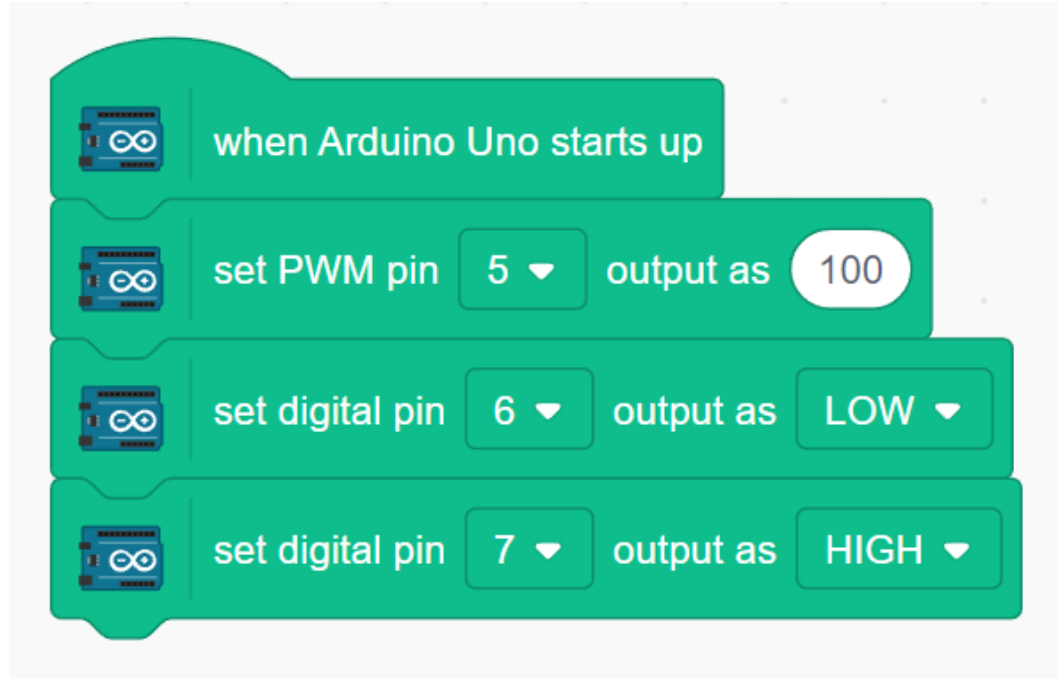 when Arduino Uno starts up
set PWM pin 5 output as 100
set digital pin 6 output as LOW
set digital pin 7 output as HIGH